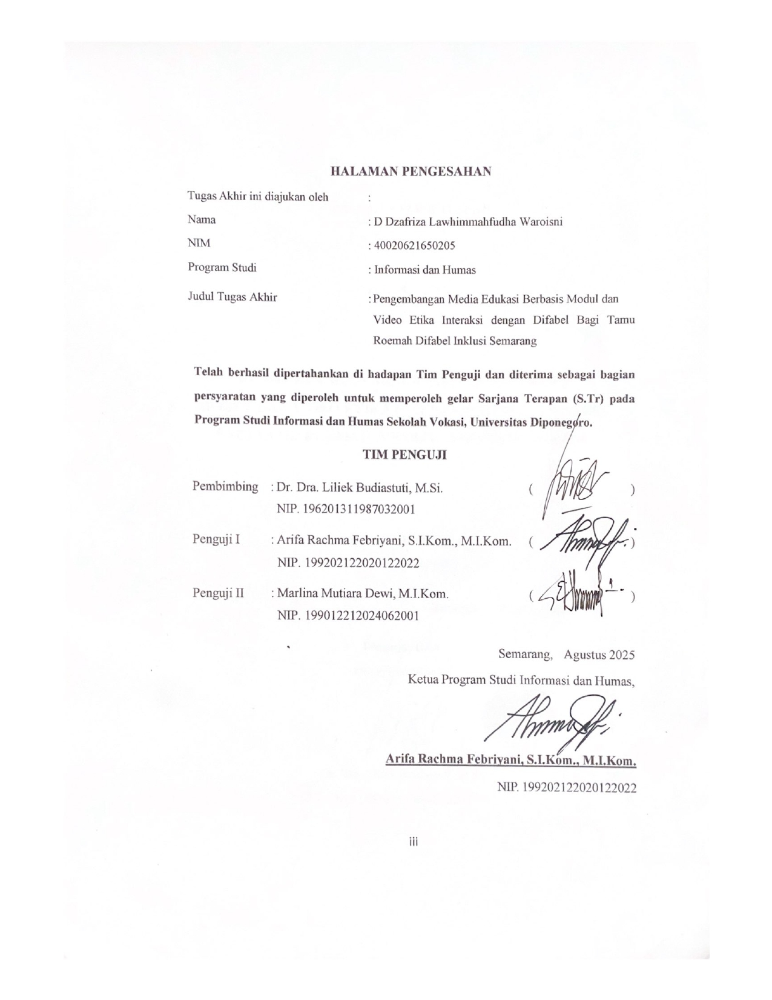 HALAMAN PENGESAHAN
Tugas Akhir ini diajukan oleh :
Nama : D Dzafriza Lawhimmahfudha Waroisni
NIM : 40020621650205
Program Studi : Informasi dan Humas
Judul Tugas Akhir : Pengembangan Media Edukasi Berbasis Modul dan
Video Etika Interaksi dengan Difabel Bagi Tamu
Roemah Difabel Inklusi Semarang
Telah berhasil dipertahankan di hadapan Tim Penguji dan diterima sebagai bagian
persyaratan yang diperoleh untuk memperoleh gelar Sarjana Terapan (S.Tr) pada
Program Studi Informasi dan Humas Sekolah Vokasi, Universitas Diponegoro.
TIM PENGUJI
Pembimbing : Dr. Dra. Liliek Budiastuti, M.Si. ( )
NIP. 196201311987032001
Penguji I : Arifa Rachma Febriyani, S.I.Kom., M.I.Kom. ( )
NIP. 199202122020122022
Penguji II : Marlina Mutiara Dewi, M.I.Kom. ( )
NIP. 199012212024062001
Semarang, Agustus 2025
Ketua Program Studi Informasi dan Humas,
Arifa Rachma Febriyani, S.I.Kom., M.I.Kom.
NIP. 199202122020122022
iii